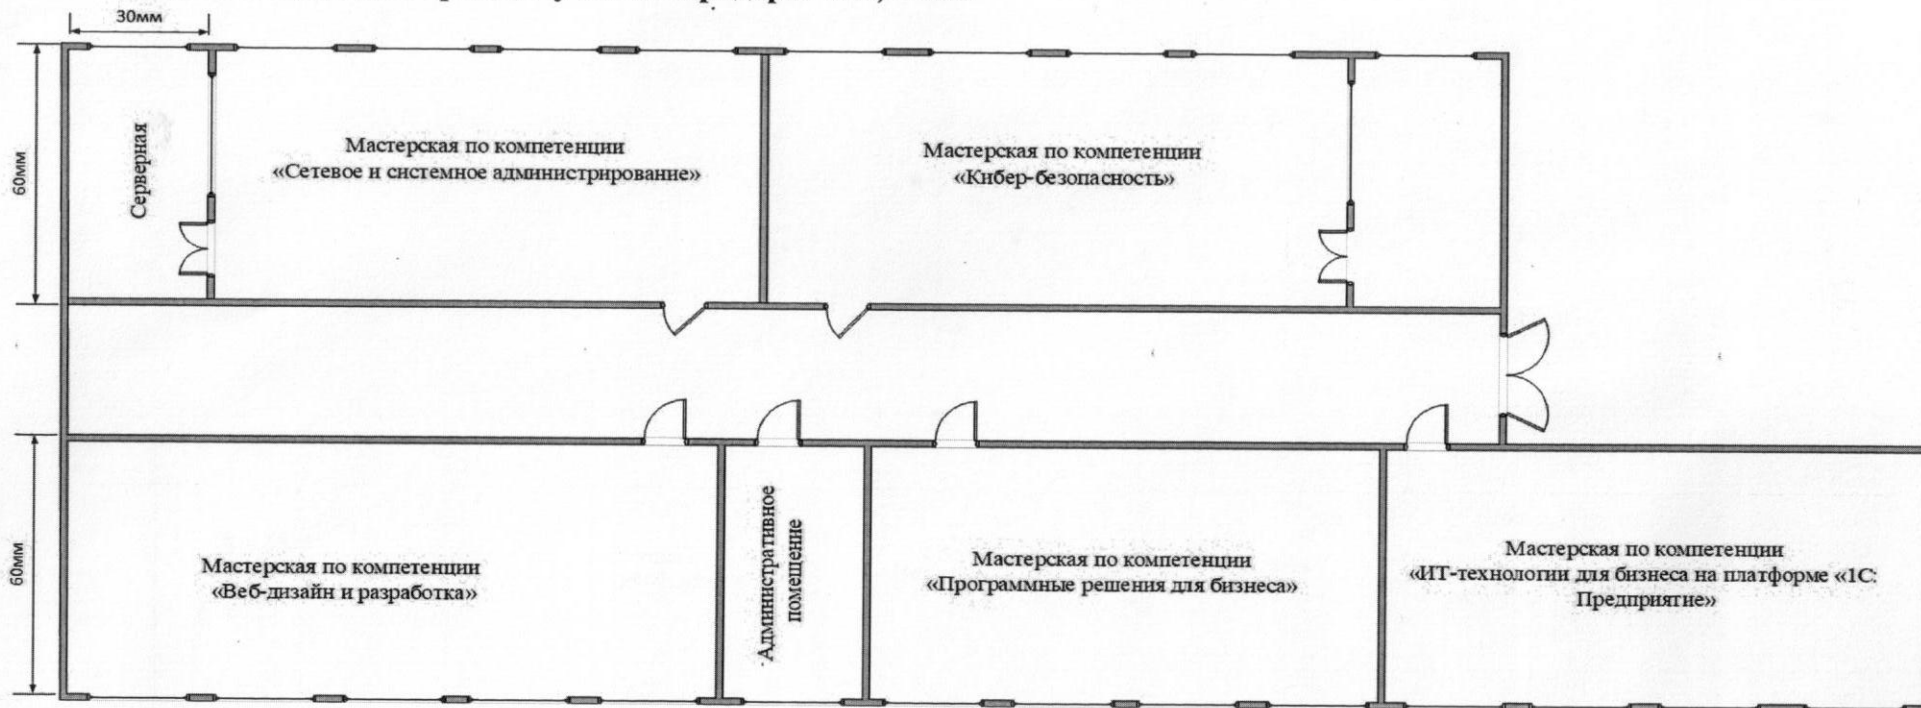 30мм
60мм
Серверная
Мастерская по компетенции
«Сетевое и системное администрирование»
Мастерская по компетенции
«Кибер-безопасность»
60мм
Мастерская по компетенции
«Веб-дизайн и разработка»
Административное
помещение
Мастерская по компетенции
«Программные решения для бизнеса»
Мастерская по компетенции
«ИТ-технологии для бизнеса на платформе «1С:
Предприятие»